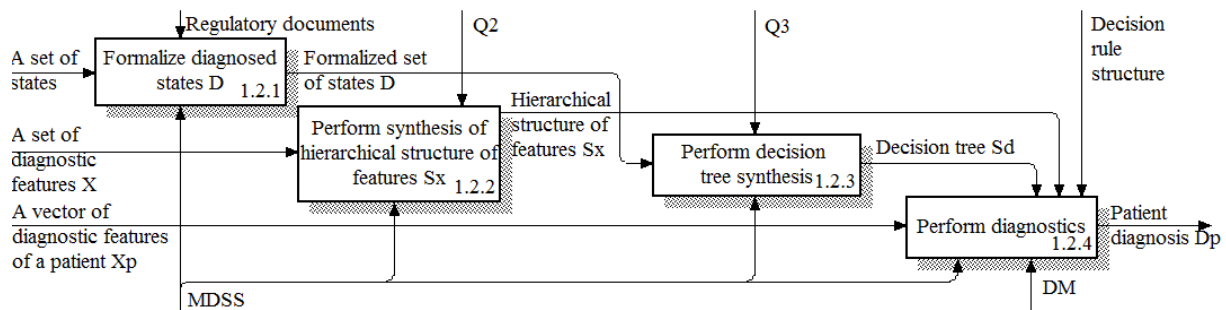 Regulatory documents
Q2
Q3
Decision
rule
structure
A set of
states
Formalize diagnosed
states D
1.2.1
Formalized set
of states D
Hierarchical
structure of
features Sx
A set of
diagnostic
features X
Perform synthesis of
hierarchical structure of
features Sx
1.2.2
Perform decision
tree synthesis
1.2.3
Decision tree Sd
A vector of
diagnostic features
of a patient Xp
Perform diagnostics
1.2.4
Patient
diagnosis Dp
MDSS
DM